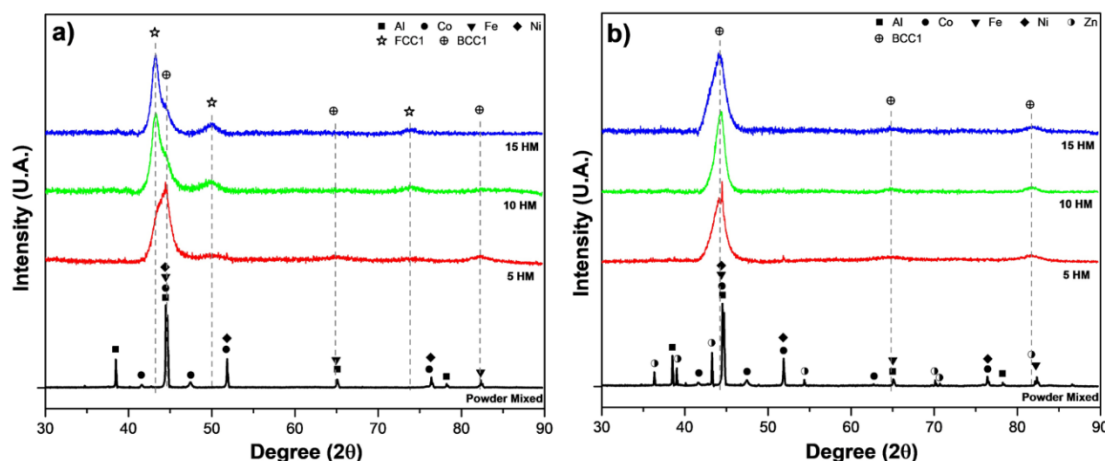 a)
■ Al ● Co ▼ Fe ◆ Ni
☆ FCC1 ⊕ BCC1
15 HM
10 HM
5 HM
Powder Mixed
Intensity (U.A.)
30 40 50 60 70 80 90
Degree (2θ)
b)
■ Al ● Co ▼ Fe ◆ Ni ◑ Zn
⊕ BCC1
15 HM
10 HM
5 HM
Powder Mixed
Intensity (U.A.)
30 40 50 60 70 80 90
Degree (2θ)